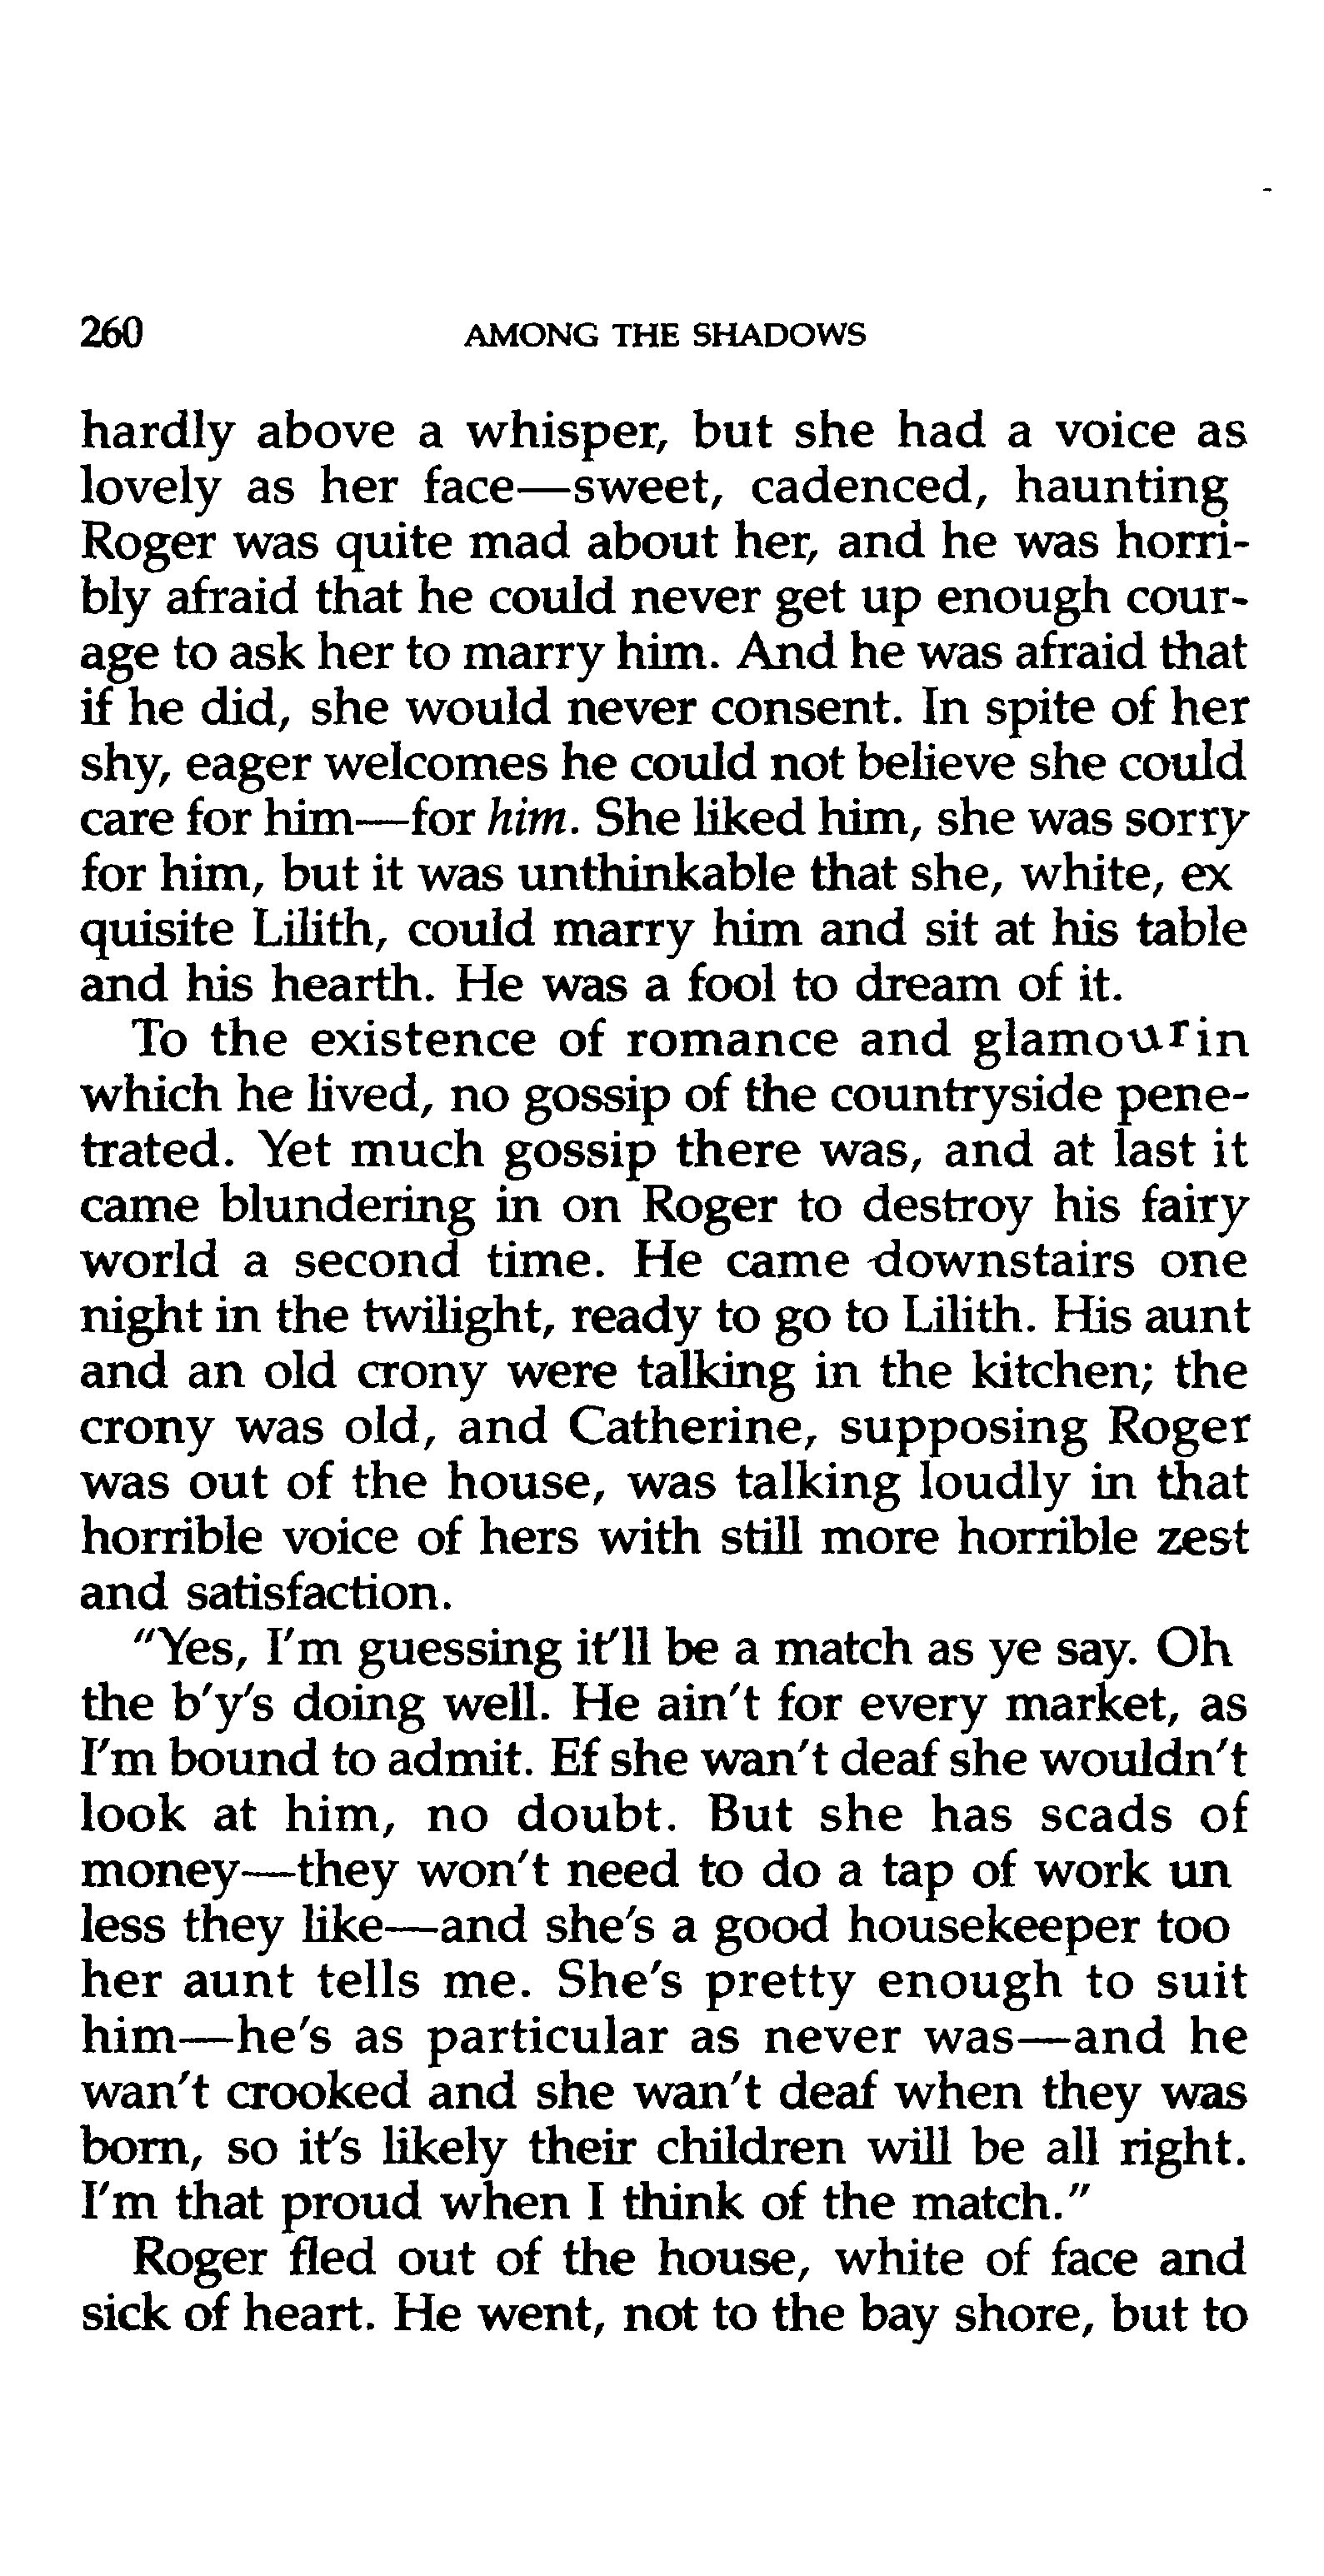 260 AMONG THE SHADOWS
hardly above a whisper, but she had a voice as
lovely as her face—sweet, cadenced, haunting
Roger was quite mad about her, and he was horri-
bly afraid that he could never get up enough cour-
age to ask her to marry him. And he was afraid that
if he did, she would never consent. In spite of her
shy, eager welcomes he could not believe she could
care for him—for him. She liked him, she was sorry
for him, but it was unthinkable that she, white, ex
quisite Lilith, could marry him and sit at his table
and his hearth. He was a fool to dream of it.
To the existence of romance and glamour in
which he lived, no gossip of the countryside pene-
trated. Yet much gossip there was, and at last it
came blundering in on Roger to destroy his fairy
world a second time. He came downstairs one
night in the twilight, ready to go to Lilith. His aunt
and an old crony were talking in the kitchen; the
crony was old, and Catherine, supposing Roger
was out of the house, was talking loudly in that
horrible voice of hers with still more horrible zest
and satisfaction.
"Yes, I'm guessing it'll be a match as ye say. Oh
the b'y's doing well. He ain't for every market, as
I'm bound to admit. Ef she wan't deaf she wouldn't
look at him, no doubt. But she has scads of
money—they won't need to do a tap of work un
less they like—and she's a good housekeeper too
her aunt tells me. She's pretty enough to suit
him—he's as particular as never was—and he
wan't crooked and she wan't deaf when they was
born, so it's likely their children will be all right.
I'm that proud when I think of the match."
Roger fled out of the house, white of face and
sick of heart. He went, not to the bay shore, but to